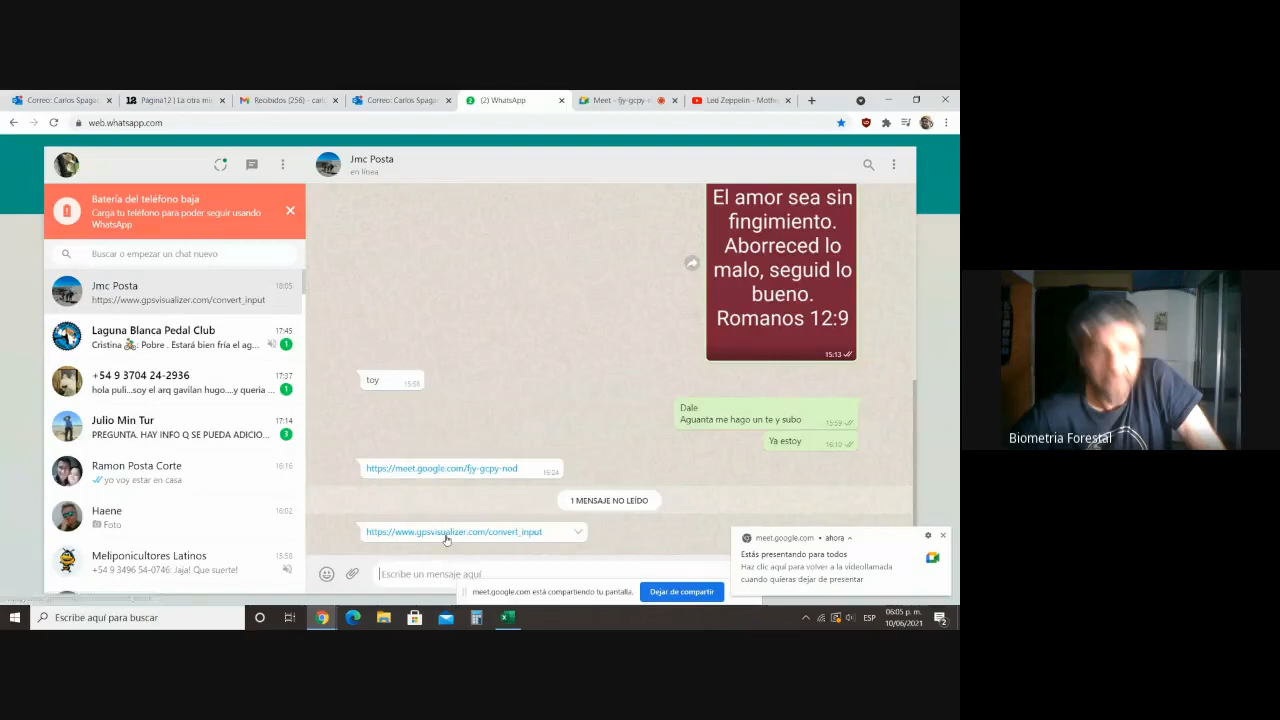 Correo: Carlos Spaga
Página12 | La otra mi
Recibidos (256) - carlo
Correo: Carlos Spaga
(2) WhatsApp
Meet – fjy-gcpy-n
Led Zeppelin - Mothe
web.whatsapp.com
Batería del teléfono baja
Carga tu teléfono para poder seguir usando
WhatsApp
Buscar o empezar un chat nuevo
Jmc Posta
18:05
https://www.gpsvisualizer.com/convert_input
Laguna Blanca Pedal Club
17:45
Cristina: Pobre . Estará bien fría el ag...
1
+54 9 3704 24-2936
17:37
hola puli...soy el arq gavilan hugo....y queria ...
1
Julio Min Tur
17:14
PREGUNTA. HAY INFO Q SE PUEDA ADICIO...
3
Ramon Posta Corte
16:16
yo voy estar en casa
Haene
16:02
Foto
Meliponicultores Latinos
15:58
+54 9 3496 54-0746: Jaja! Que suerte!
Jmc Posta
en línea
El amor sea sin
fingimiento.
Aborreced lo
malo, seguid lo
bueno.
Romanos 12:9
15:13
toy
15:58
Dale
Aguanta me hago un te y subo
15:59
Ya estoy
16:10
https://meet.google.com/fjy-gcpy-nod
16:24
1 MENSAJE NO LEÍDO
https://www.gpsvisualizer.com/convert_input
Escribe un mensaje aquí
meet.google.com • ahora
Estás presentando para todos
Haz clic aquí para volver a la videollamada
cuando quieras dejar de presentar
meet.google.com está compartiendo tu pantalla.
Dejar de compartir
Escribe aquí para buscar
ESP
06:05 p. m.
10/06/2021
2
Biometria Forestal